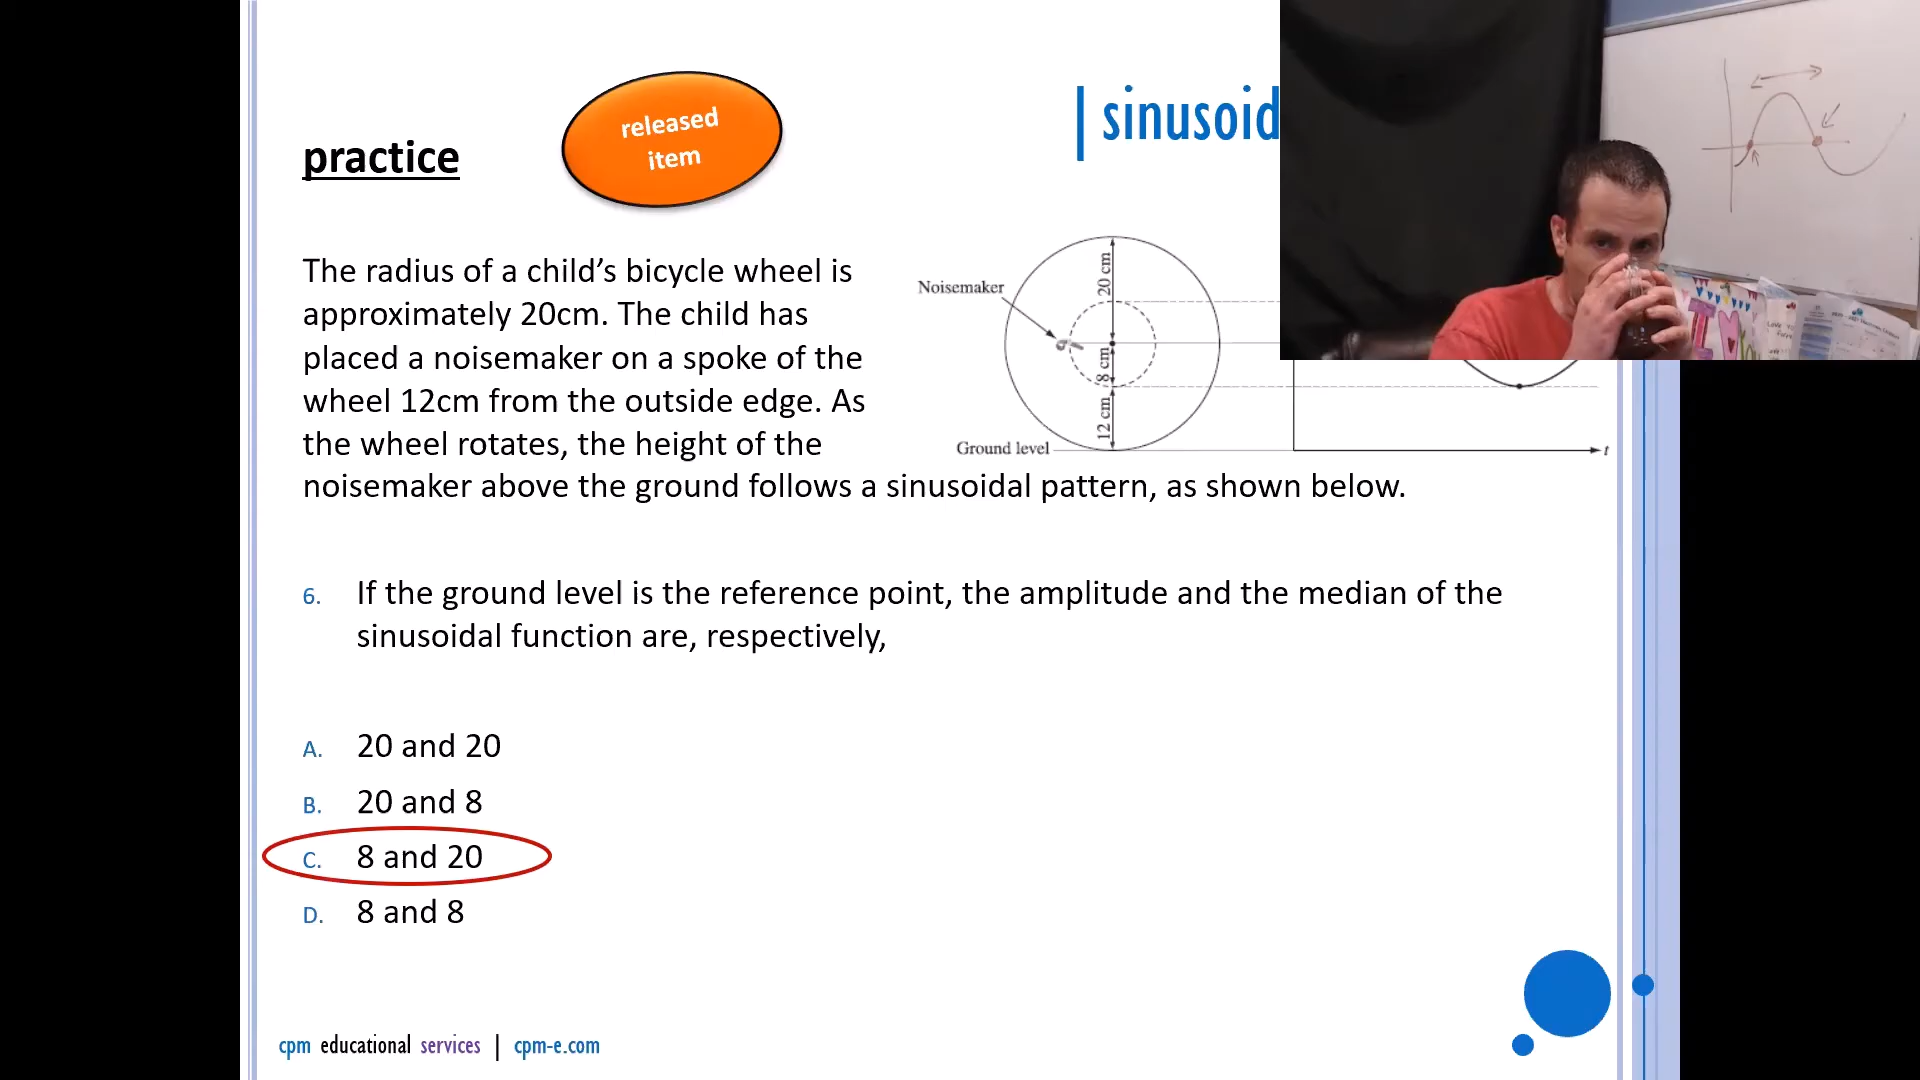 practice
released
item
| sinusoid
The radius of a child’s bicycle wheel is
approximately 20cm. The child has
placed a noisemaker on a spoke of the
wheel 12cm from the outside edge. As
the wheel rotates, the height of the
noisemaker above the ground follows a sinusoidal pattern, as shown below.
Noisemaker
20 cm
8 cm
12 cm
Ground level
t
6. If the ground level is the reference point, the amplitude and the median of the
sinusoidal function are, respectively,
A. 20 and 20
B. 20 and 8
C. 8 and 20
D. 8 and 8
cpm educational services | cpm-e.com